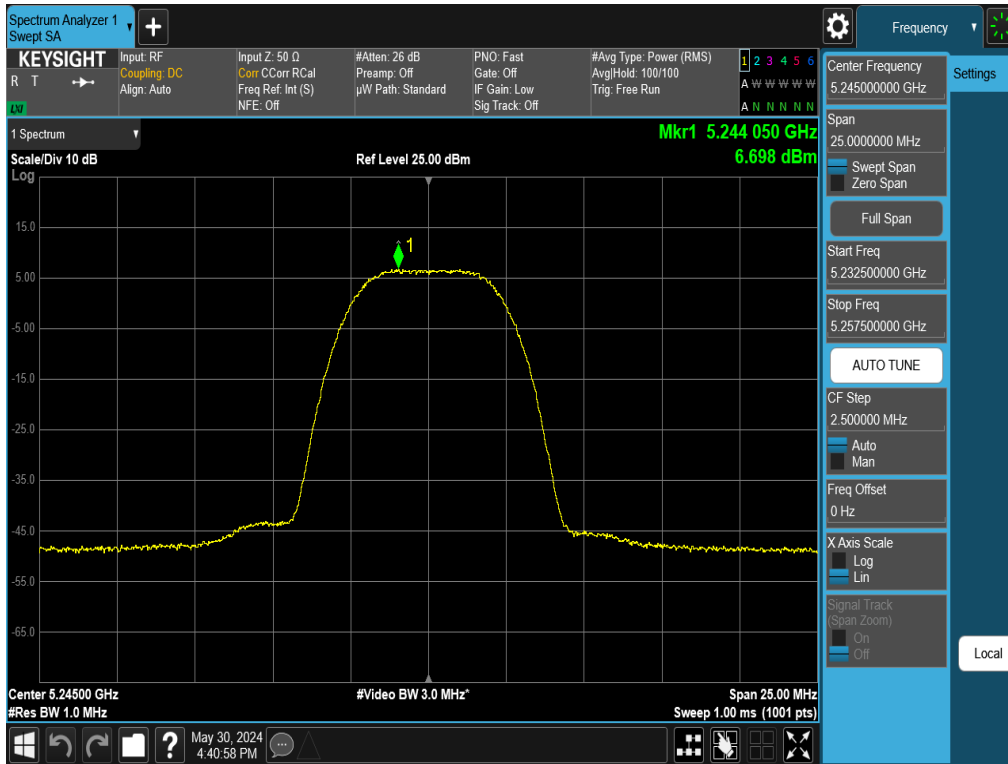 Spectrum Analyzer 1
Swept SA
Frequency
KEYSIGHT
R T
LXI
Input: RF
Coupling: DC
Align: Auto
Input Z: 50 Ω
Corr CCorr RCal
Freq Ref: Int (S)
NFE: Off
#Atten: 26 dB
Preamp: Off
µW Path: Standard
PNO: Fast
Gate: Off
IF Gain: Low
Sig Track: Off
#Avg Type: Power (RMS)
Avg|Hold: 100/100
Trig: Free Run
1 2 3 4 5 6
A W W W W W
A N N N N N
1 Spectrum
Scale/Div 10 dB
Log
Ref Level 25.00 dBm
Mkr1 5.244 050 GHz
6.698 dBm
1
15.0
5.00
-5.00
-15.0
-25.0
-35.0
-45.0
-55.0
-65.0
Center 5.24500 GHz
#Res BW 1.0 MHz
#Video BW 3.0 MHz*
Span 25.00 MHz
Sweep 1.00 ms (1001 pts)
Center Frequency
5.245000000 GHz
Span
25.0000000 MHz
Swept Span
Zero Span
Full Span
Start Freq
5.232500000 GHz
Stop Freq
5.257500000 GHz
AUTO TUNE
CF Step
2.500000 MHz
Auto
Man
Freq Offset
0 Hz
X Axis Scale
Log
Lin
Signal Track
(Span Zoom)
On
Off
Settings
Local
?
May 30, 2024
4:40:58 PM